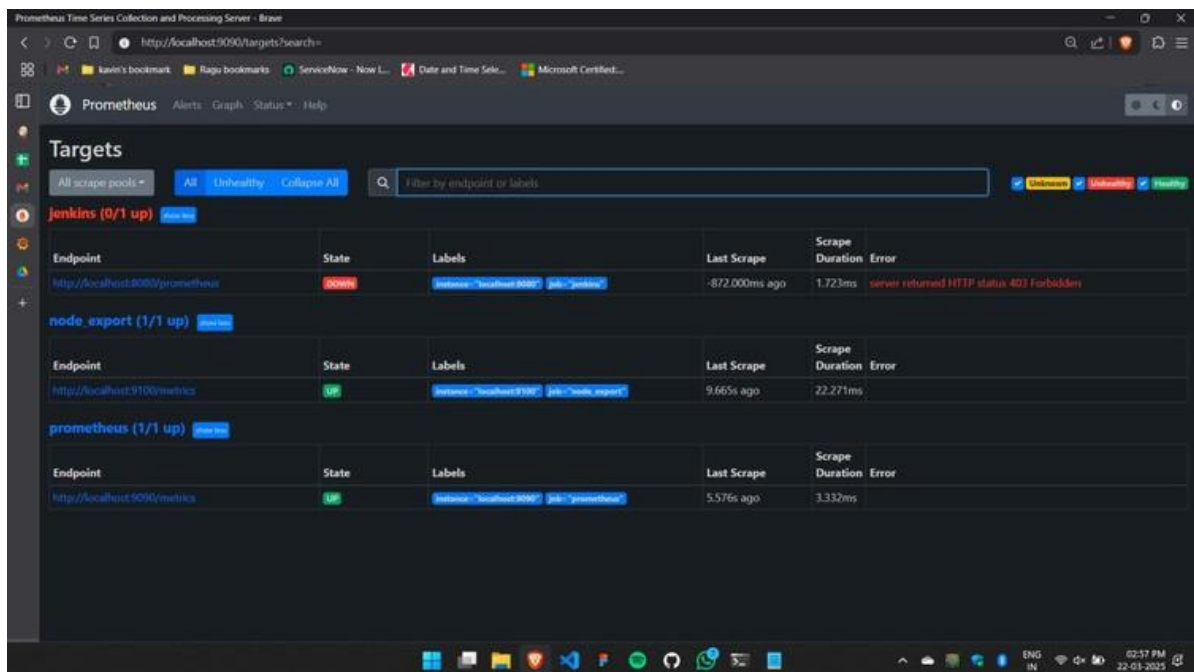 Prometheus Time Series Collection and Processing Server - Brave
http://localhost:9090/targets?search=
kavin's bookmark Ragu bookmarks ServiceNow - Now L... Date and Time Sele... Microsoft Certified:...
Prometheus Alerts Graph Status Help
Targets
All scrape pools All Unhealthy Collapse All Filter by endpoint or labels Unknown Unhealthy Healthy
jenkins (0/1 up) show less
Endpoint State Labels Last Scrape Scrape Duration Error
http://localhost:8080/prometheus DOWN instance="localhost:8080" job="jenkins" -872.000ms ago 1.723ms server returned HTTP status 403 Forbidden
node_export (1/1 up) show less
Endpoint State Labels Last Scrape Scrape Duration Error
http://localhost:9100/metrics UP instance="localhost:9100" job="node_export" 9.665s ago 22.271ms
prometheus (1/1 up) show less
Endpoint State Labels Last Scrape Scrape Duration Error
http://localhost:9090/metrics UP instance="localhost:9090" job="prometheus" 5.576s ago 3.332ms
ENG 02:57 PM
IN 22-03-2025